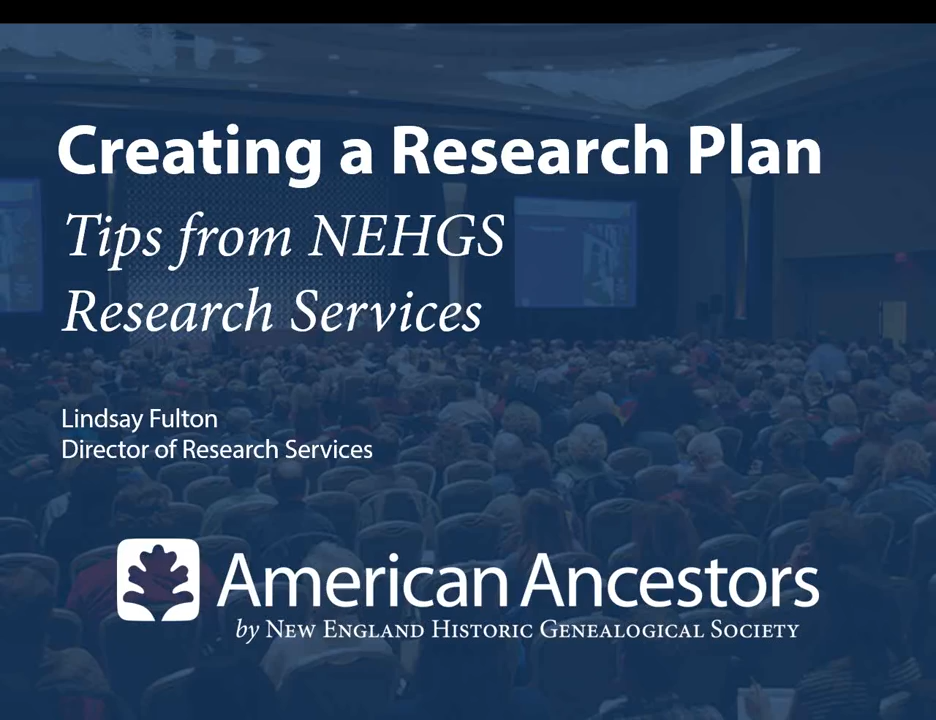 Creating a Research Plan
Tips from NEHGS
Research Services
Lindsay Fulton
Director of Research Services
American Ancestors
by New England Historic Genealogical Society